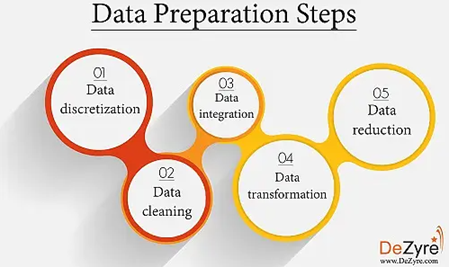 Data Preparation Steps
01
Data
discretization
02
Data
cleaning
03
Data
integration
04
Data
transformation
05
Data
reduction
DeZyre
www.DeZyre.com